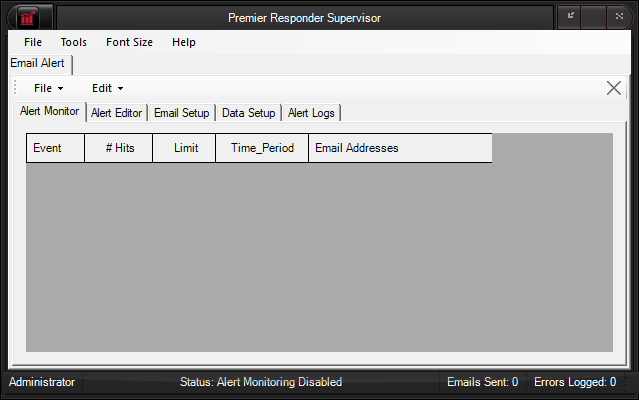 Premier Responder Supervisor
File Tools Font Size Help
Email Alert
File Edit
Alert Monitor Alert Editor Email Setup Data Setup Alert Logs
Event # Hits Limit Time_Period Email Addresses
Administrator Status: Alert Monitoring Disabled Emails Sent: 0 Errors Logged: 0